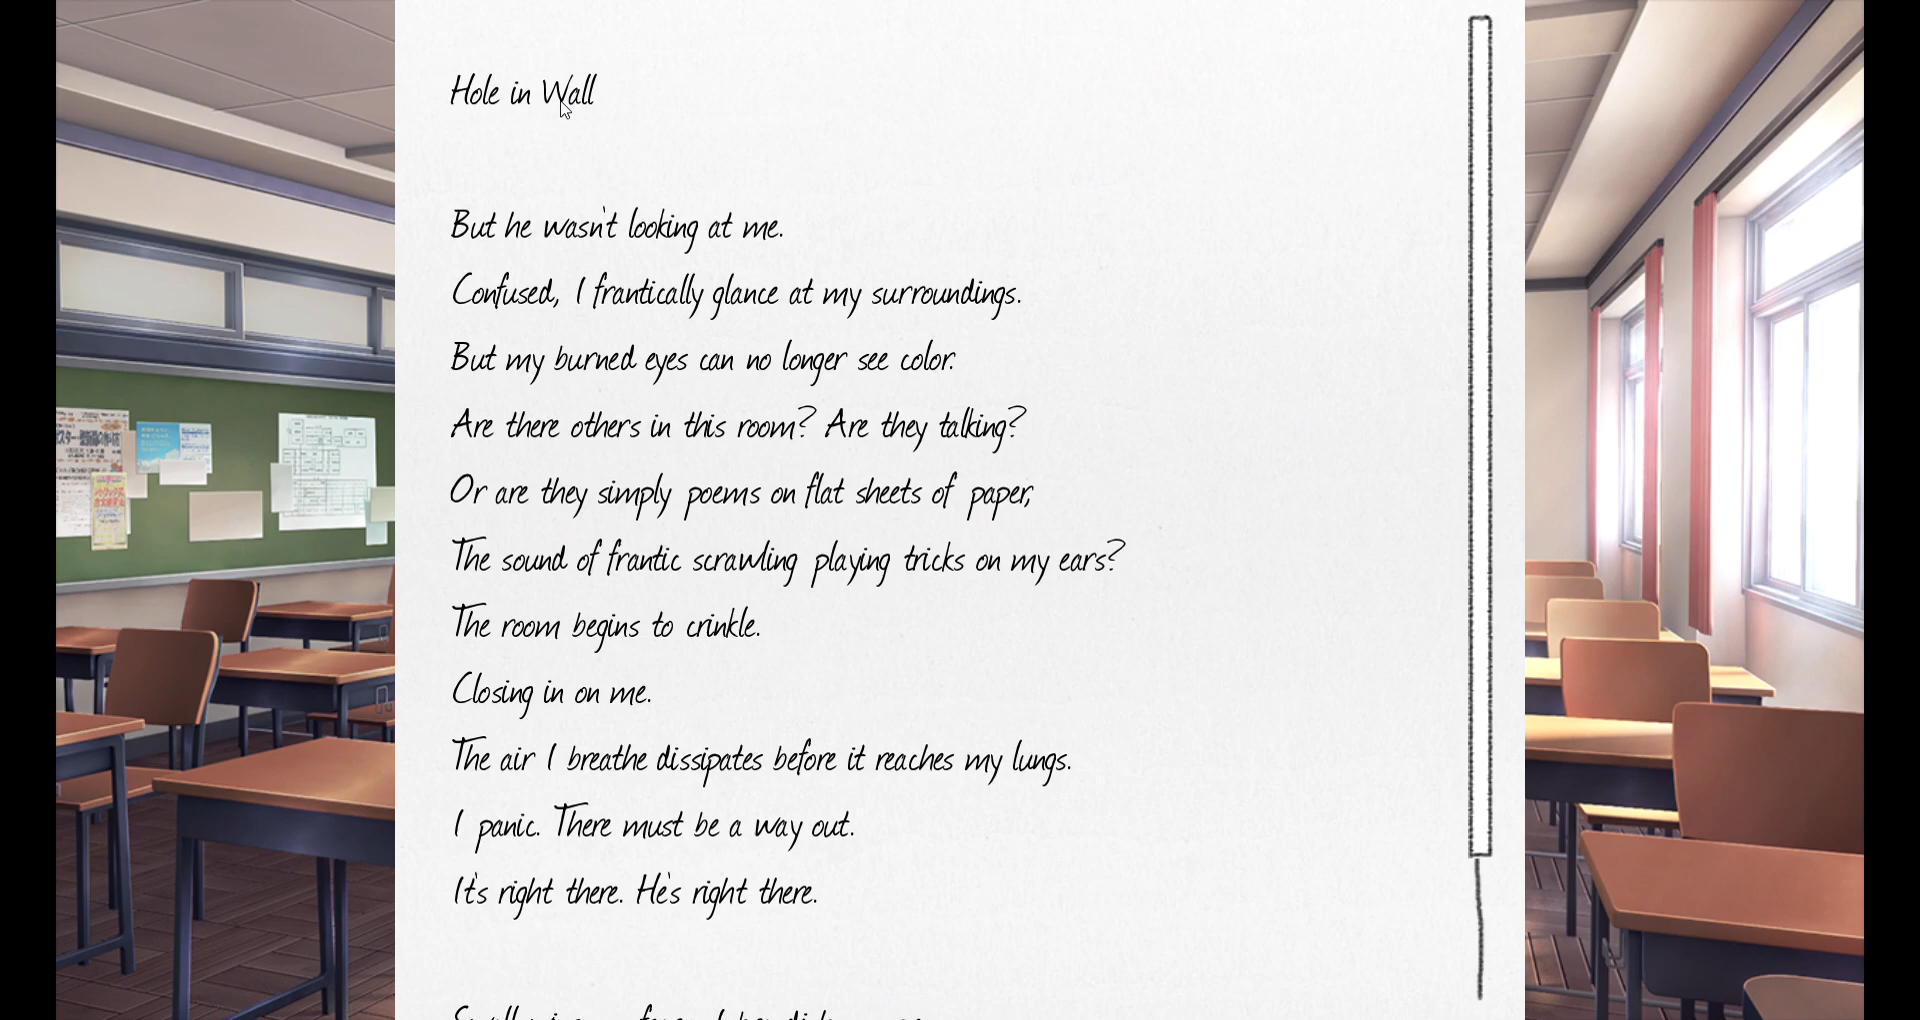 Hole in Wall
But he wasn't looking at me.
Confused, I frantically glance at my surroundings.
But my burned eyes can no longer see color.
Are there others in this room? Are they talking?
Or are they simply poems on flat sheets of paper,
The sound of frantic scrawling playing tricks on my ears?
The room begins to crinkle.
Closing in on me.
The air I breathe dissipates before it reaches my lungs.
I panic. There must be a way out.
It's right there. He's right there.